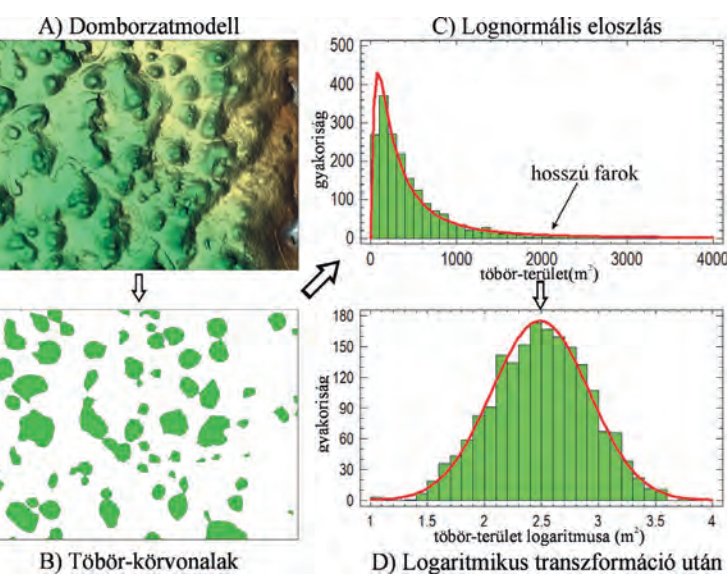 A) Domborzatmodell
C) Lognormális eloszlás
500
400
300
200
100
0
gyakoriság
hosszú farok
0 1000 2000 3000 4000
töbör-terület(m²)
180
150
120
90
60
30
0
gyakoriság
1 1.5 2 2.5 3 3.5 4
töbör-terület logaritmusa (m²)
B) Töbör-körvonalak
D) Logaritmikus transzformáció után